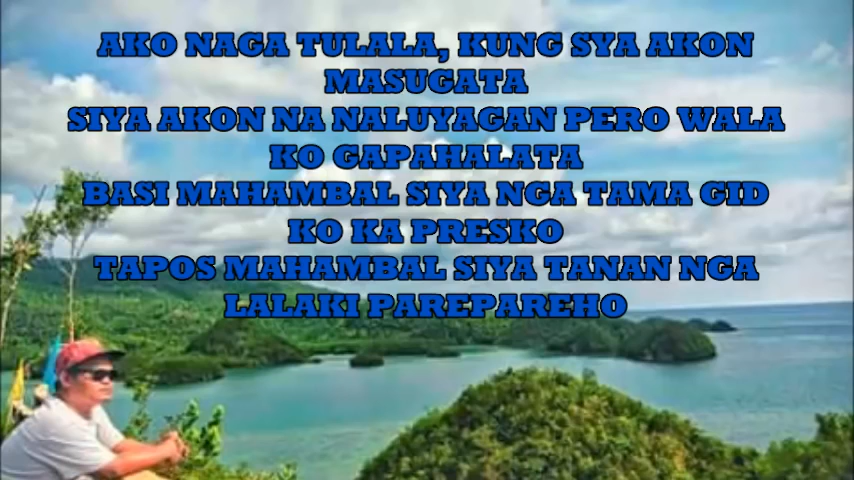 AKO NAGA TULALA, KUNG SYA AKON
MASUGATA
SIYA AKON NA NALUYAGAN PERO WALA
KO GAPAHALATA
BASI MAHAMBAL SIYA NGA TAMA GID
KO KA PRESKO
TAPOS MAHAMBAL SIYA TANAN NGA
LALAKI PAREPAREHO